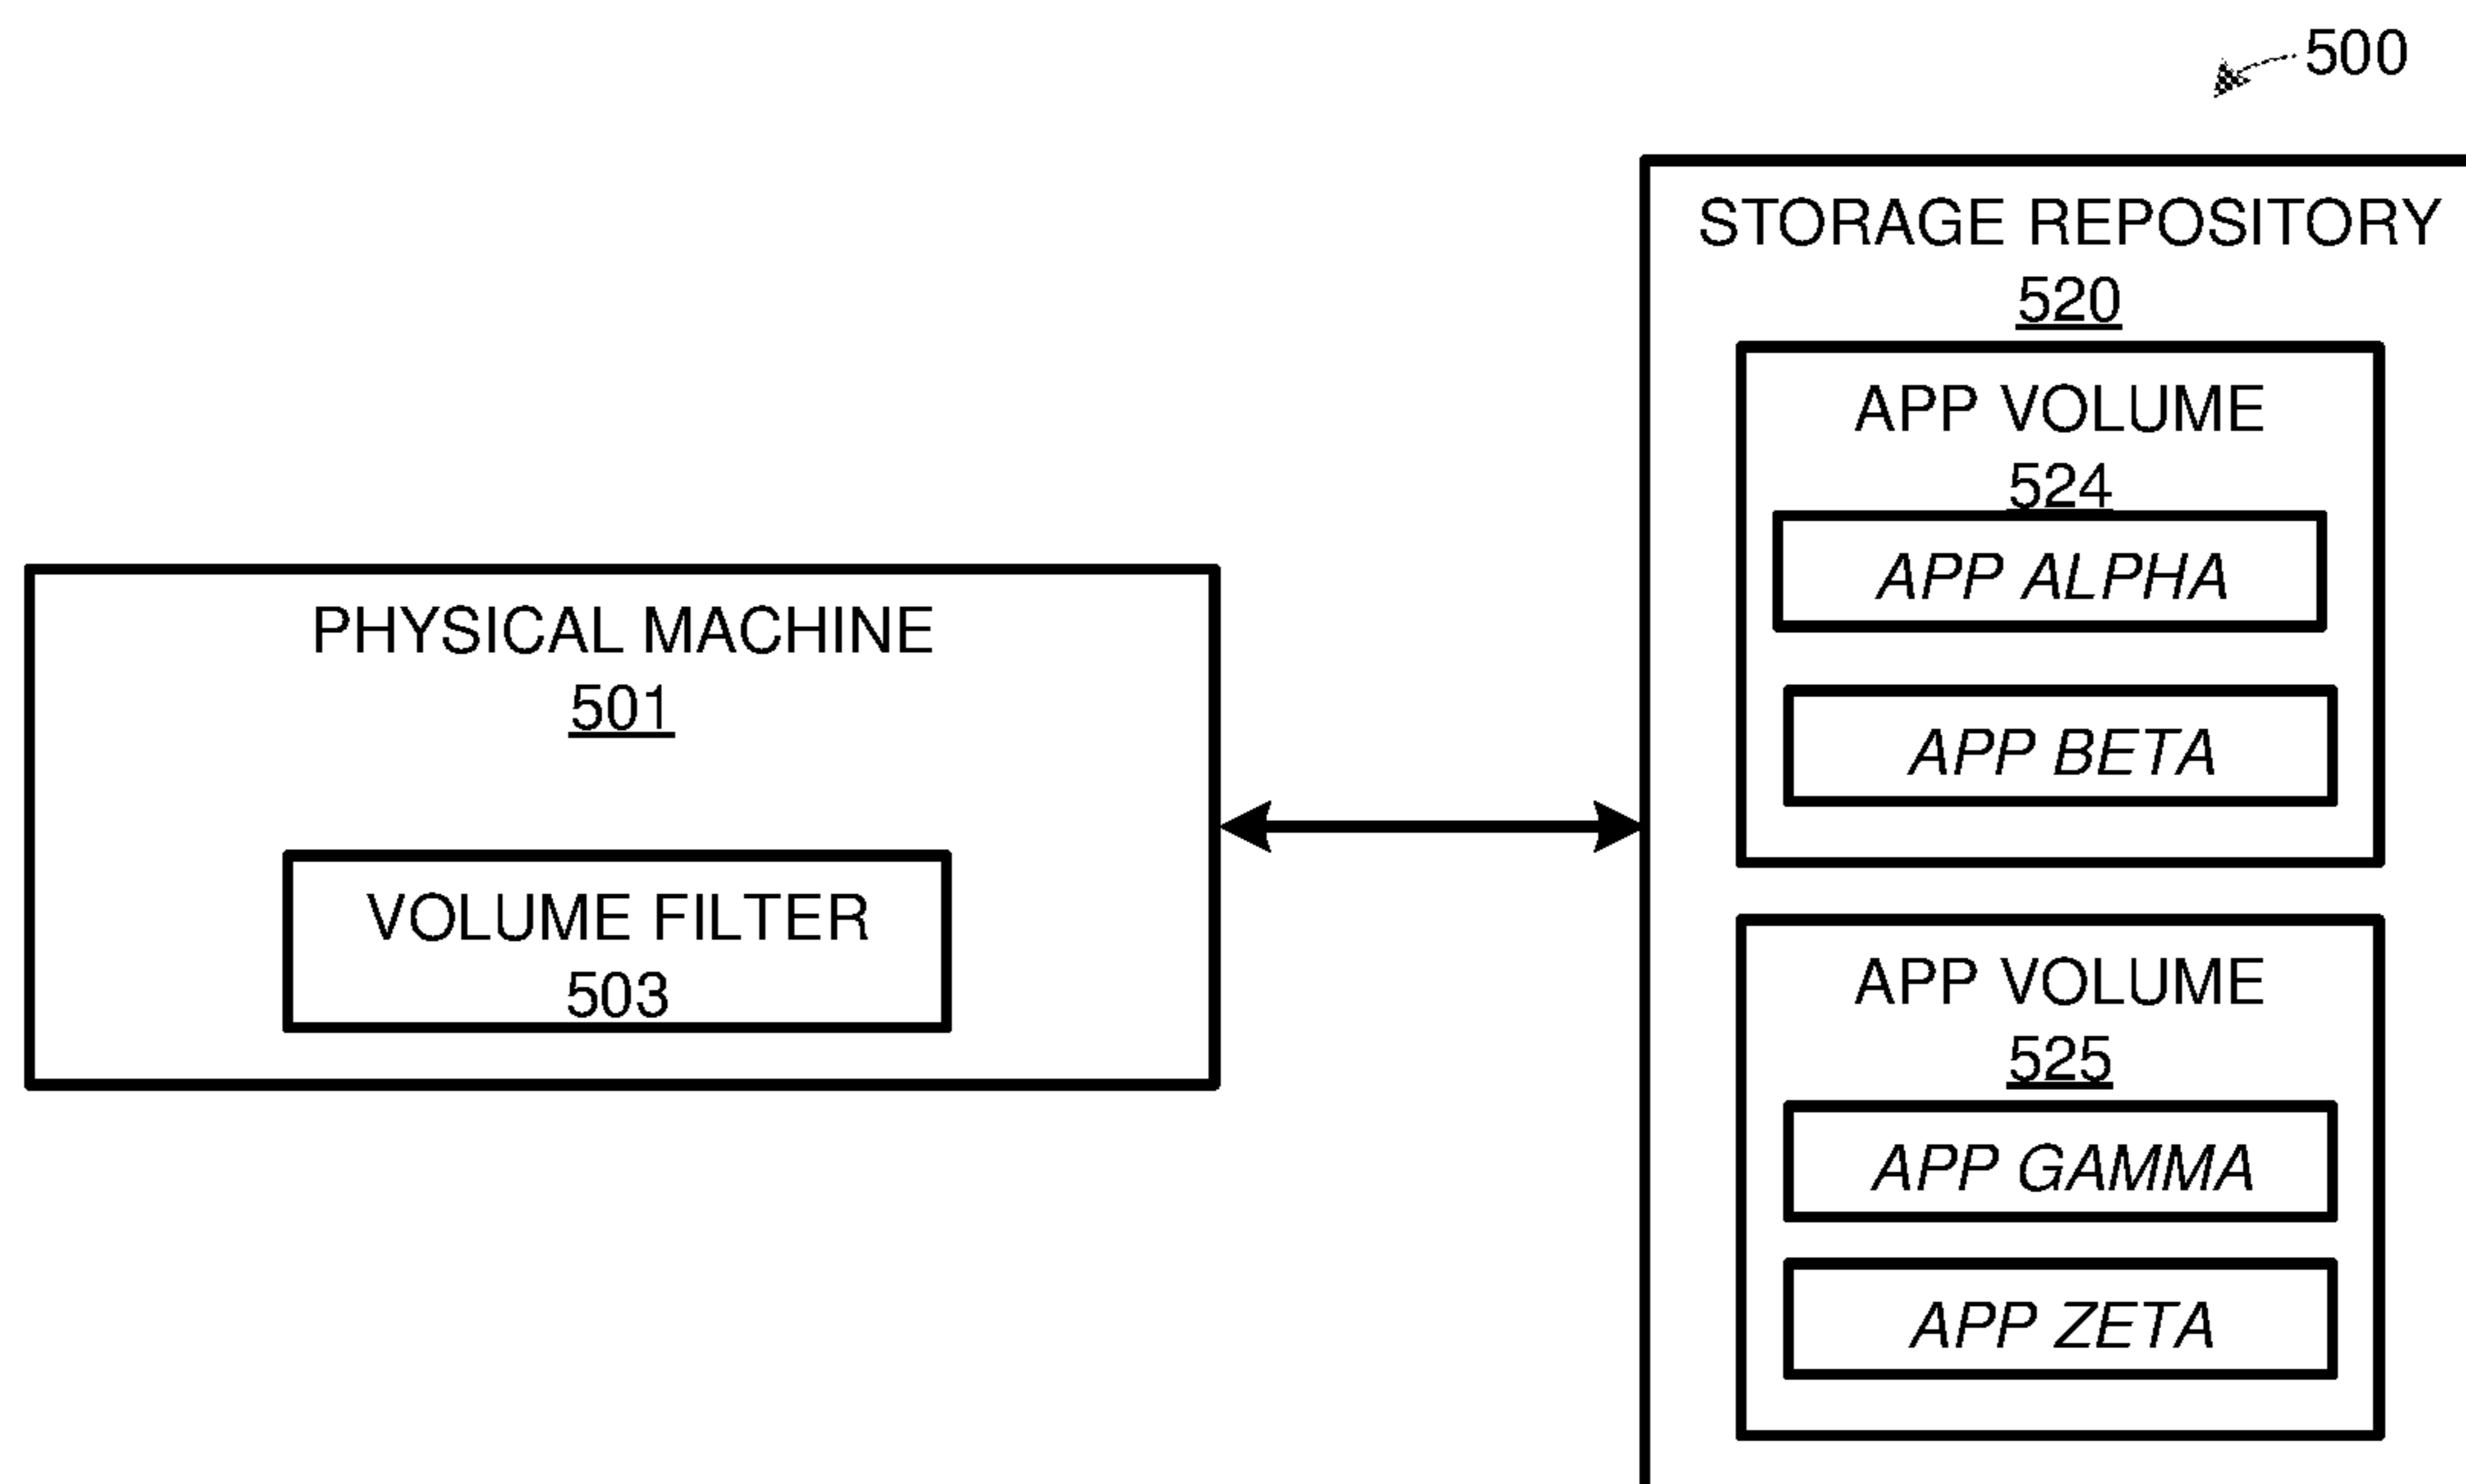 500
STORAGE REPOSITORY
520
APP VOLUME
524
APP ALPHA
APP BETA
PHYSICAL MACHINE
501
VOLUME FILTER
503
APP VOLUME
525
APP GAMMA
APP ZETA